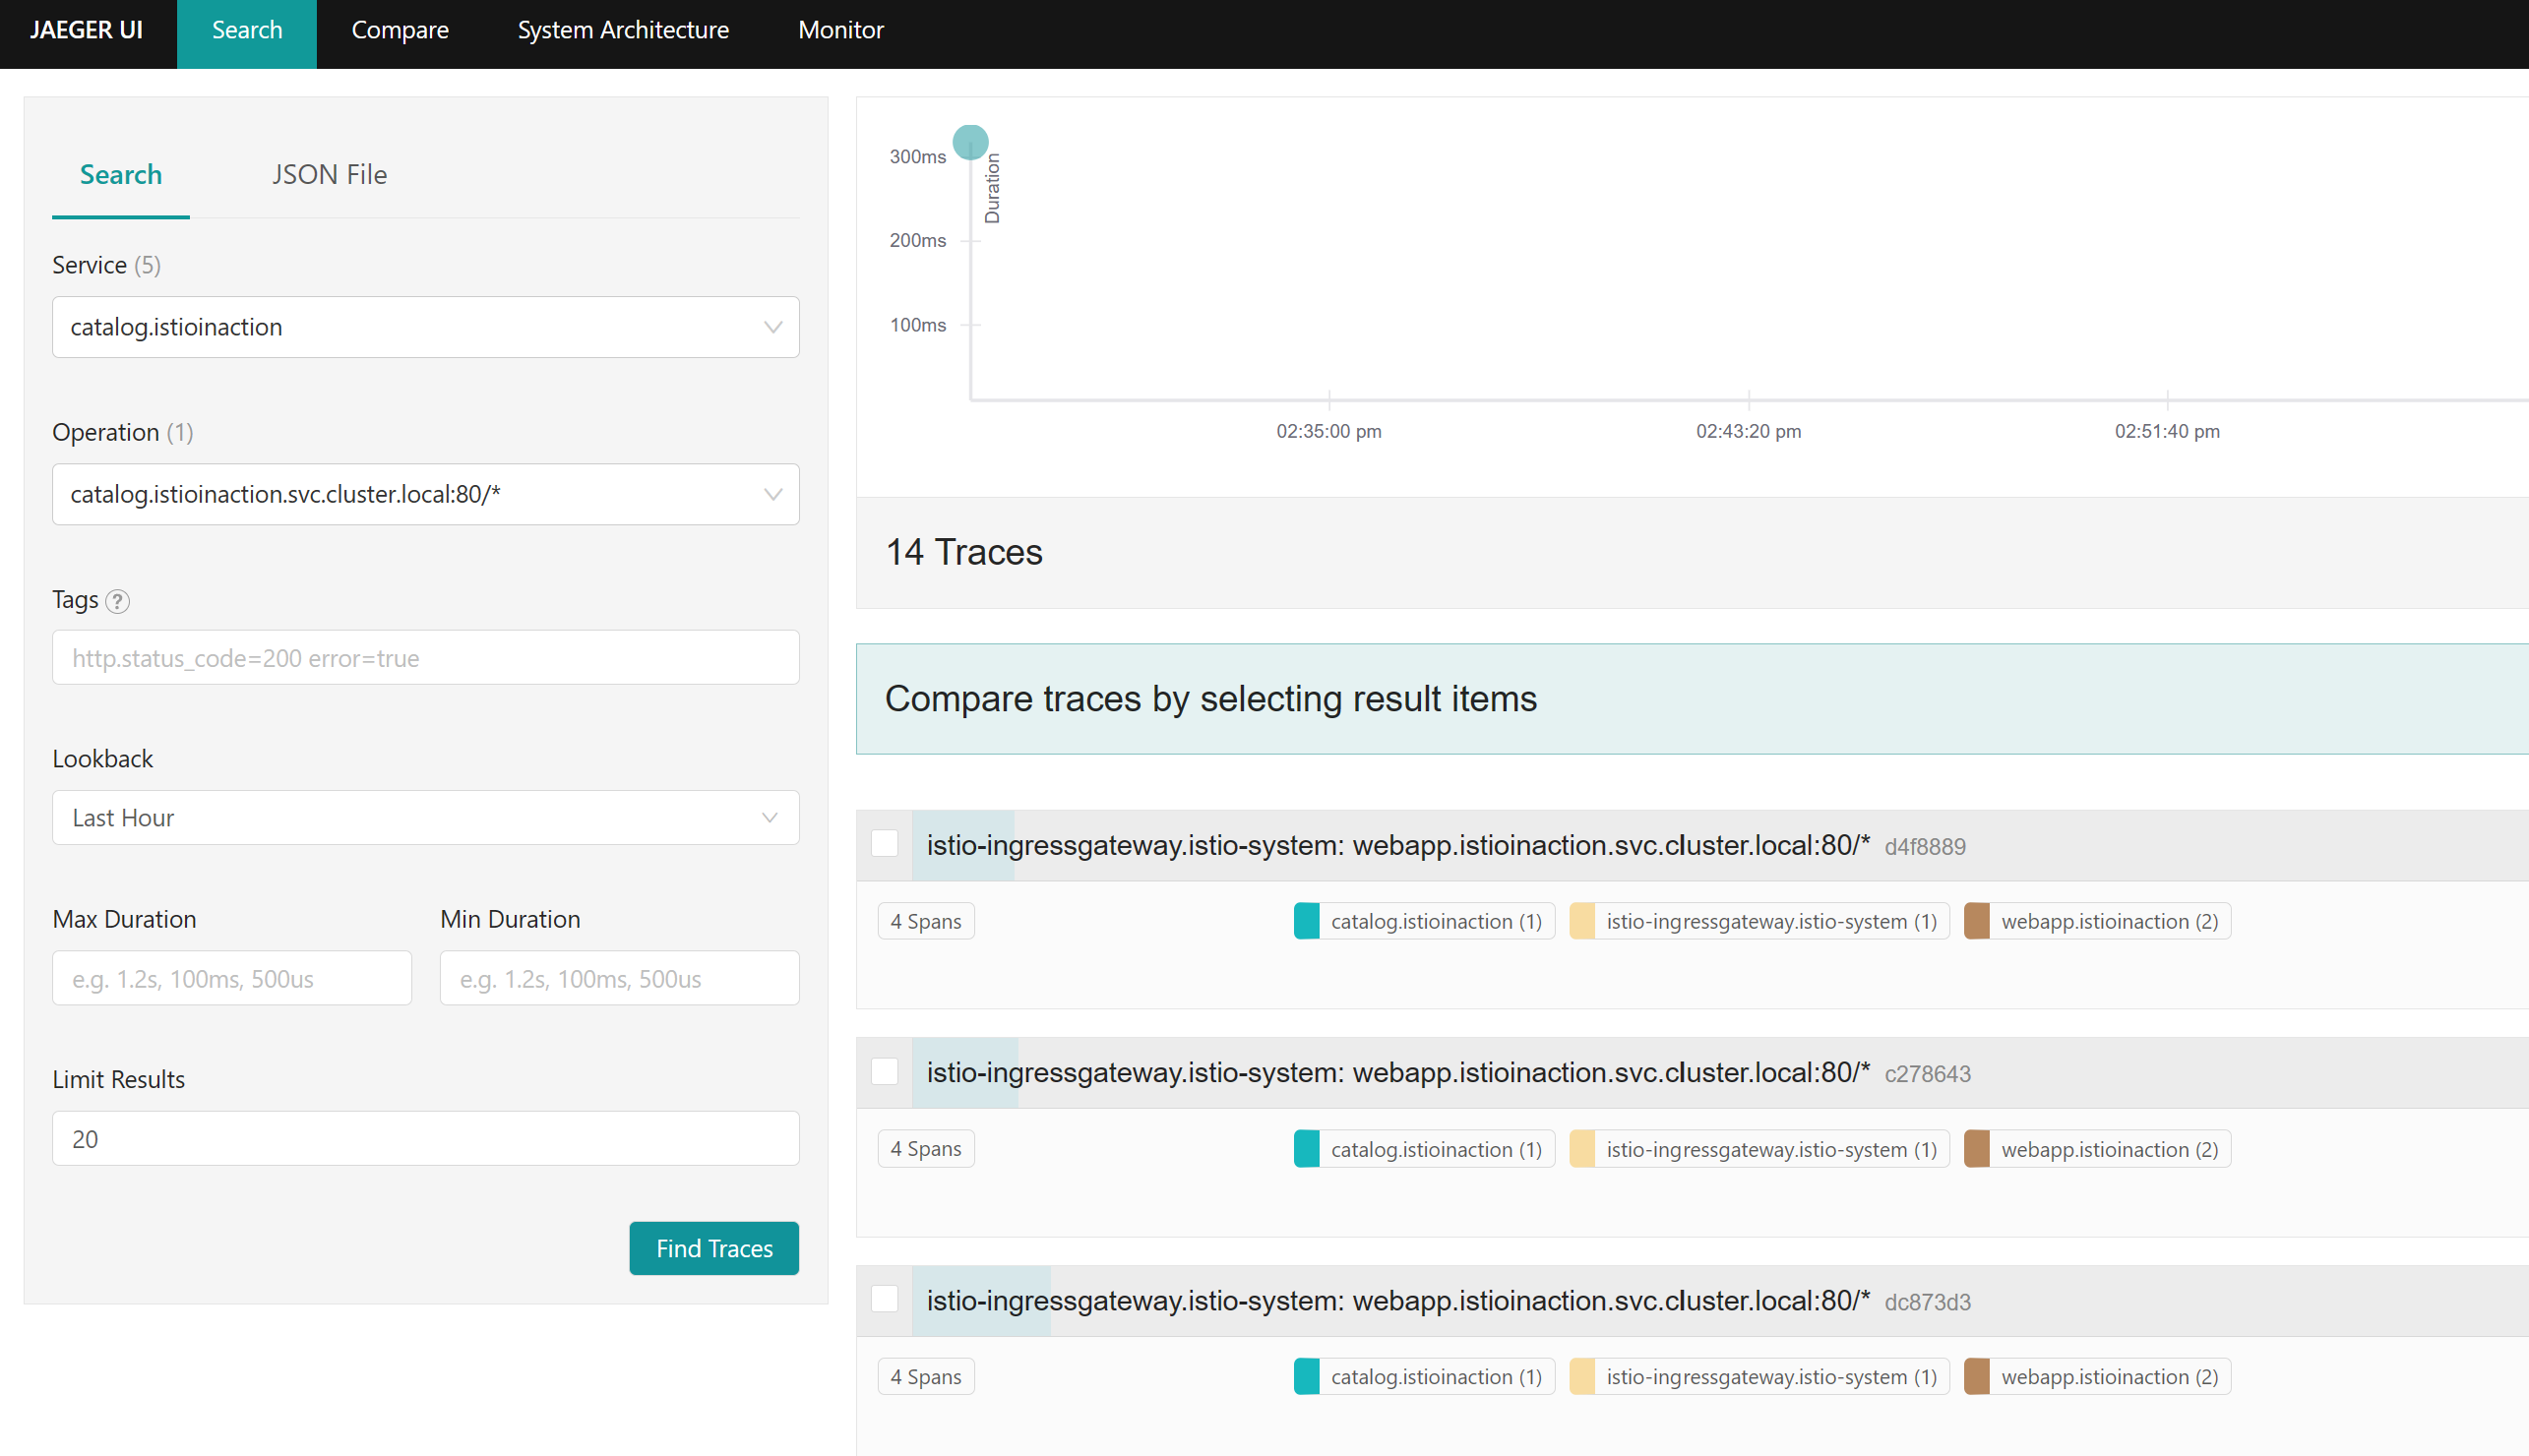 JAEGER UI Search Compare System Architecture Monitor
Search JSON File
Service (5)
catalog.istioinaction
Operation (1)
catalog.istioinaction.svc.cluster.local:80/*
Tags ?
http.status_code=200 error=true
Lookback
Last Hour
Max Duration Min Duration
e.g. 1.2s, 100ms, 500us e.g. 1.2s, 100ms, 500us
Limit Results
20
Find Traces
300ms
Duration
200ms
100ms
02:35:00 pm 02:43:20 pm 02:51:40 pm
14 Traces
Compare traces by selecting result items
istio-ingressgateway.istio-system: webapp.istioinaction.svc.cluster.local:80/* d4f8889
4 Spans catalog.istioinaction (1) istio-ingressgateway.istio-system (1) webapp.istioinaction (2)
istio-ingressgateway.istio-system: webapp.istioinaction.svc.cluster.local:80/* c278643
4 Spans catalog.istioinaction (1) istio-ingressgateway.istio-system (1) webapp.istioinaction (2)
istio-ingressgateway.istio-system: webapp.istioinaction.svc.cluster.local:80/* dc873d3
4 Spans catalog.istioinaction (1) istio-ingressgateway.istio-system (1) webapp.istioinaction (2)